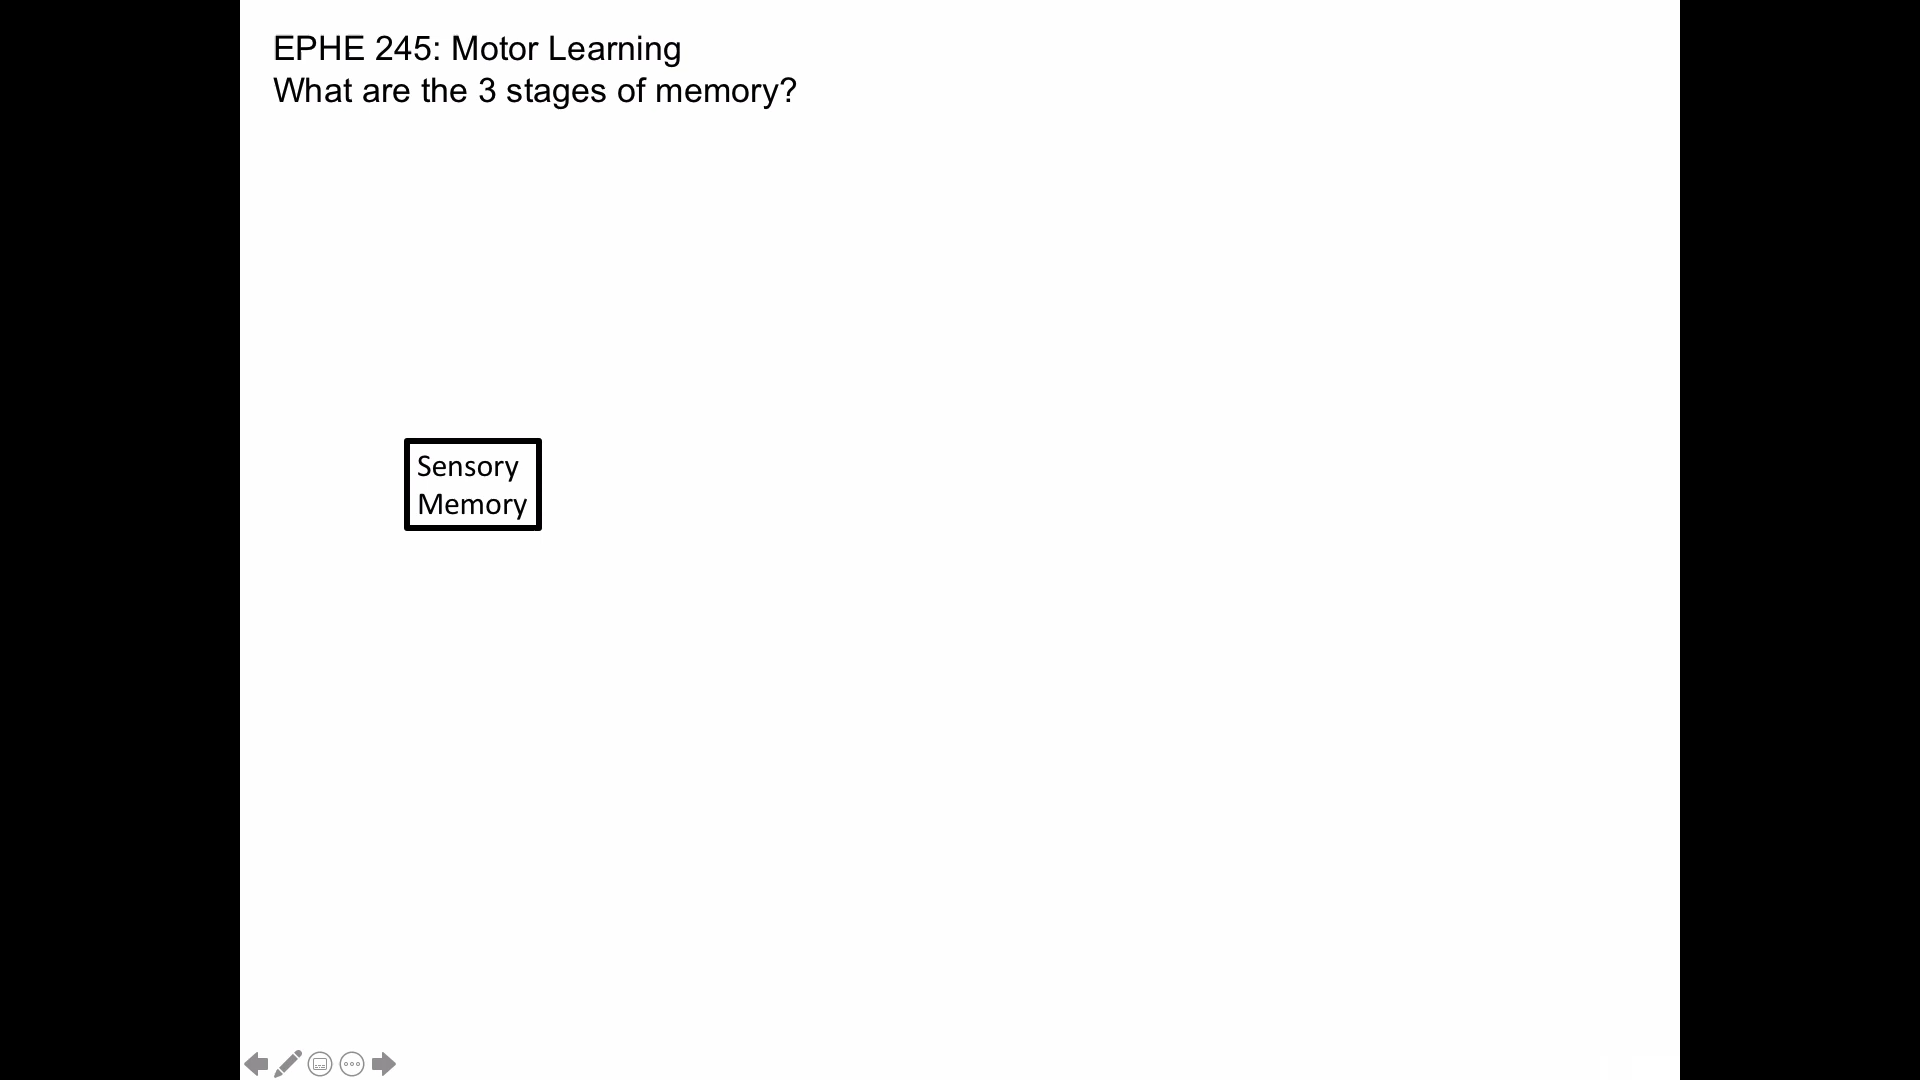 EPHE 245: Motor Learning
What are the 3 stages of memory?
Sensory
Memory